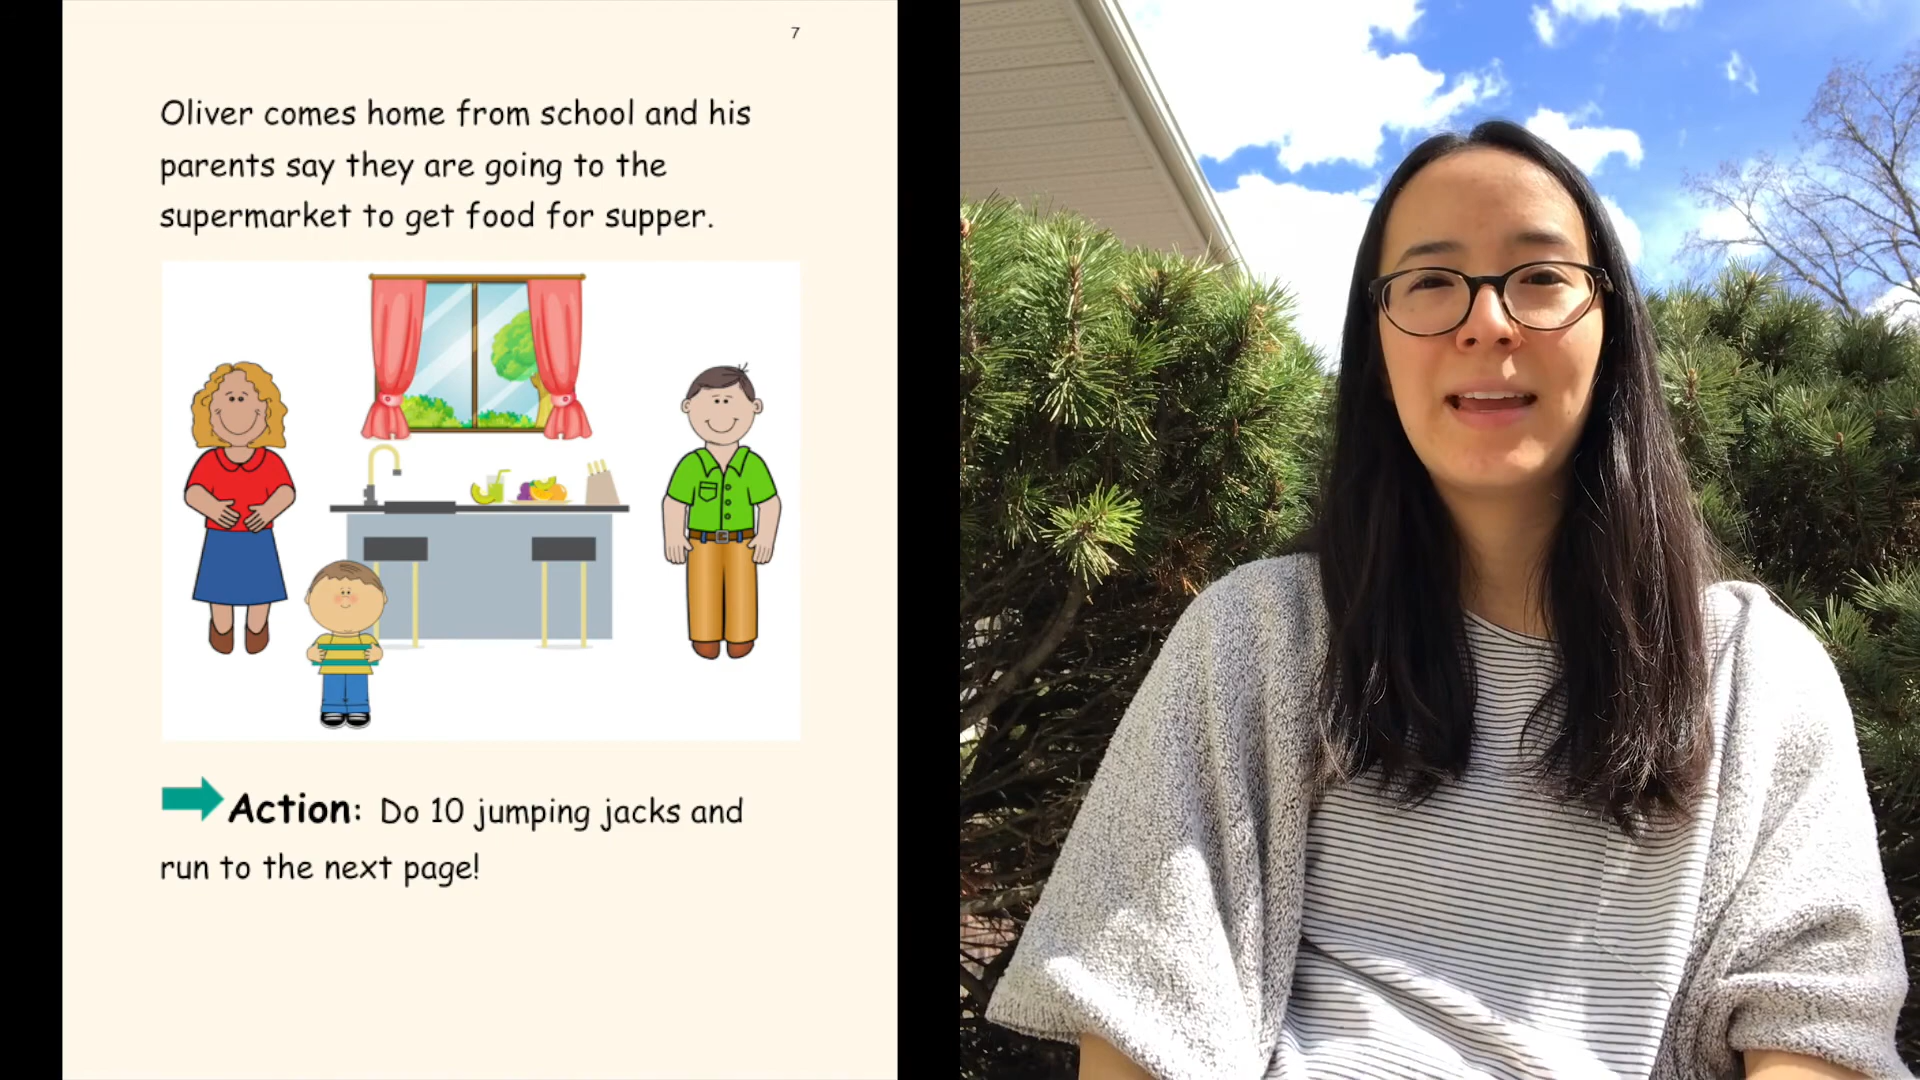 7
Oliver comes home from school and his
parents say they are going to the
supermarket to get food for supper.
Action: Do 10 jumping jacks and
run to the next page!